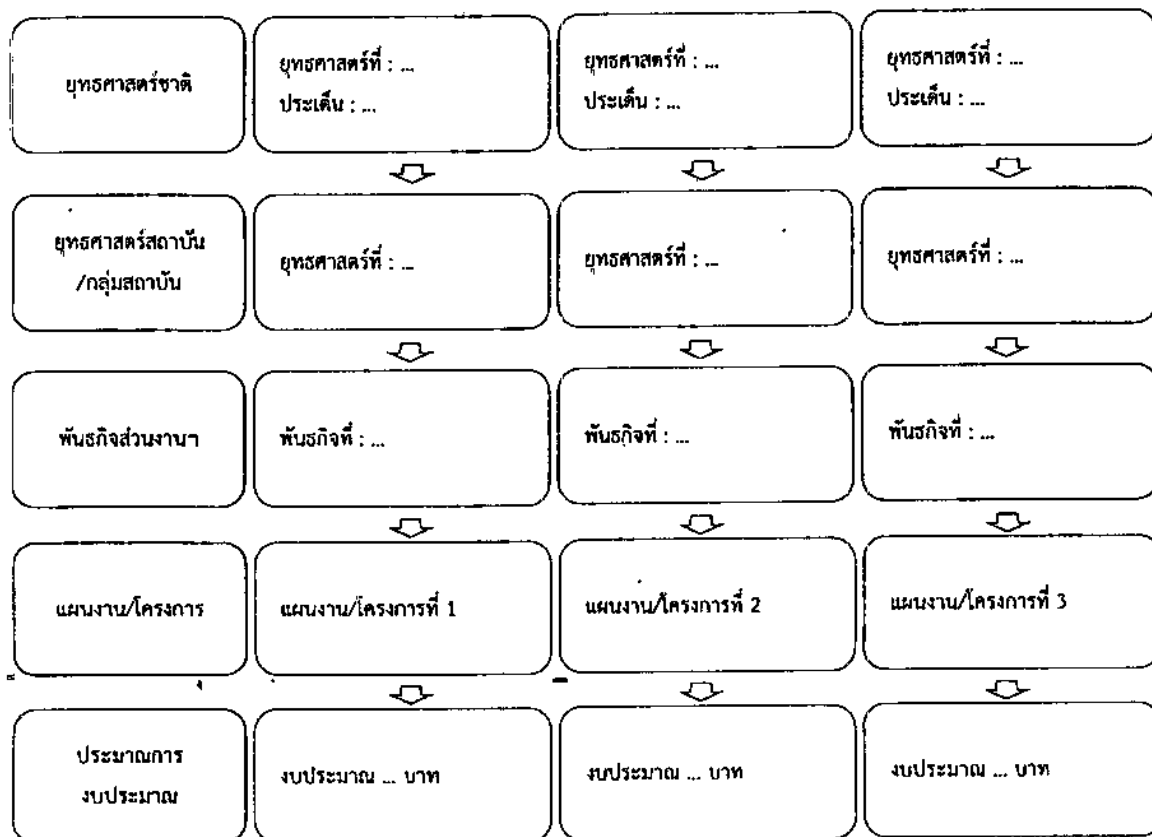 ยุทธศาสตร์ชาติ
ยุทธศาสตร์ที่ : ...
ประเด็น : ...
ยุทธศาสตร์ที่ : ...
ประเด็น : ...
ยุทธศาสตร์ที่ : ...
ประเด็น : ...
ยุทธศาสตร์สถาบัน
/กลุ่มสถาบัน
ยุทธศาสตร์ที่ : ...
ยุทธศาสตร์ที่ : ...
ยุทธศาสตร์ที่ : ...
พันธกิจส่วนงานฯ
พันธกิจที่ : ...
พันธกิจที่ : ...
พันธกิจที่ : ...
แผนงาน/โครงการ
แผนงาน/โครงการที่ 1
แผนงาน/โครงการที่ 2
แผนงาน/โครงการที่ 3
ประมาณการ
งบประมาณ
งบประมาณ ... บาท
งบประมาณ ... บาท
งบประมาณ ... บาท